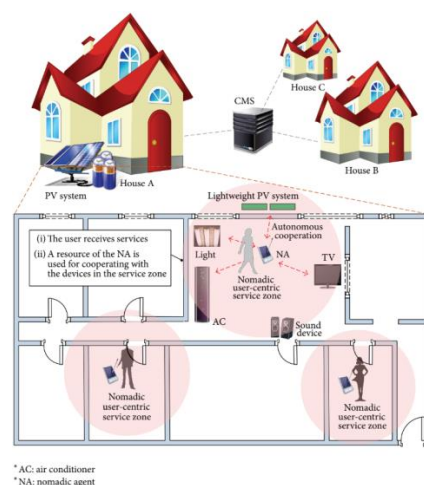 House C
CMS
House B
House A
PV system
Lightweight PV system
(i) The user receives services
(ii) A resource of the NA is
used for cooperating with
the devices in the service zone
Light
Autonomous
cooperation
NA
TV
Nomadic
user-centric
service zone
AC
Sound
device
Nomadic
user-centric
service zone
Nomadic
user-centric
service zone
* AC: air conditioner
* NA: nomadic agent